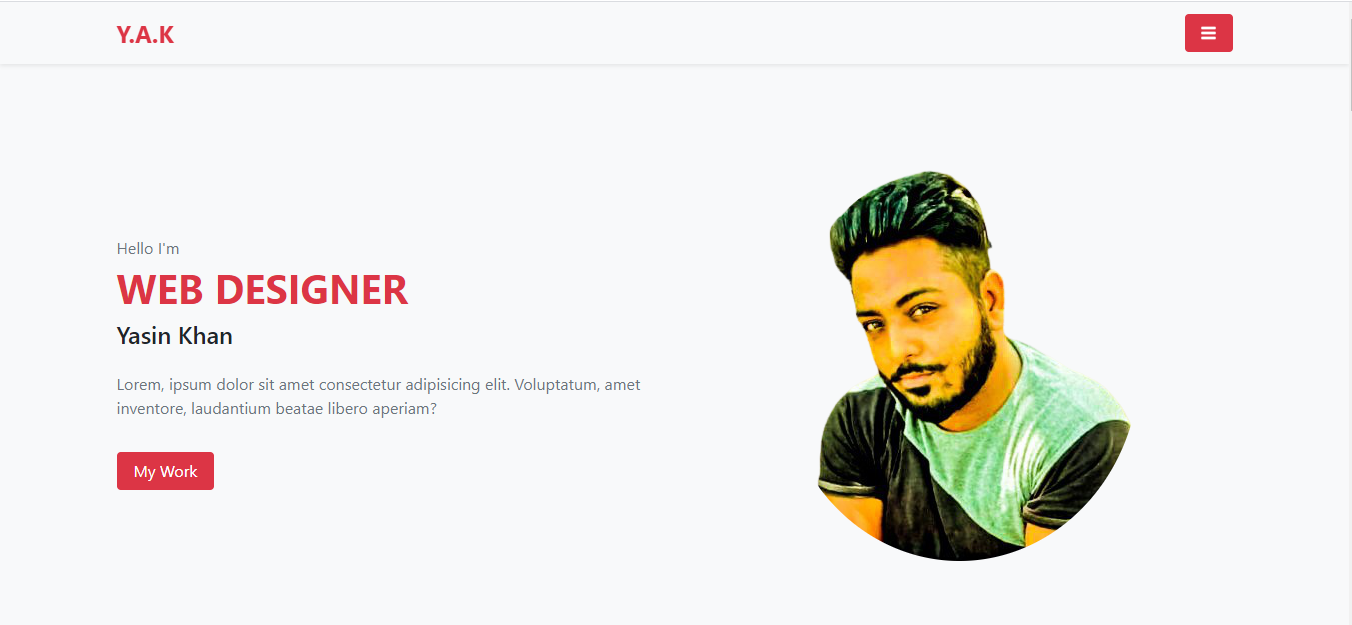 Y.A.K
Hello I'm
WEB DESIGNER
Yasin Khan
Lorem, ipsum dolor sit amet consectetur adipisicing elit. Voluptatum, amet
inventore, laudantium beatae libero aperiam?
My Work